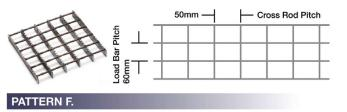 50mm
Cross Rod Pitch
Load Bar Pitch
60mm
PATTERN F.